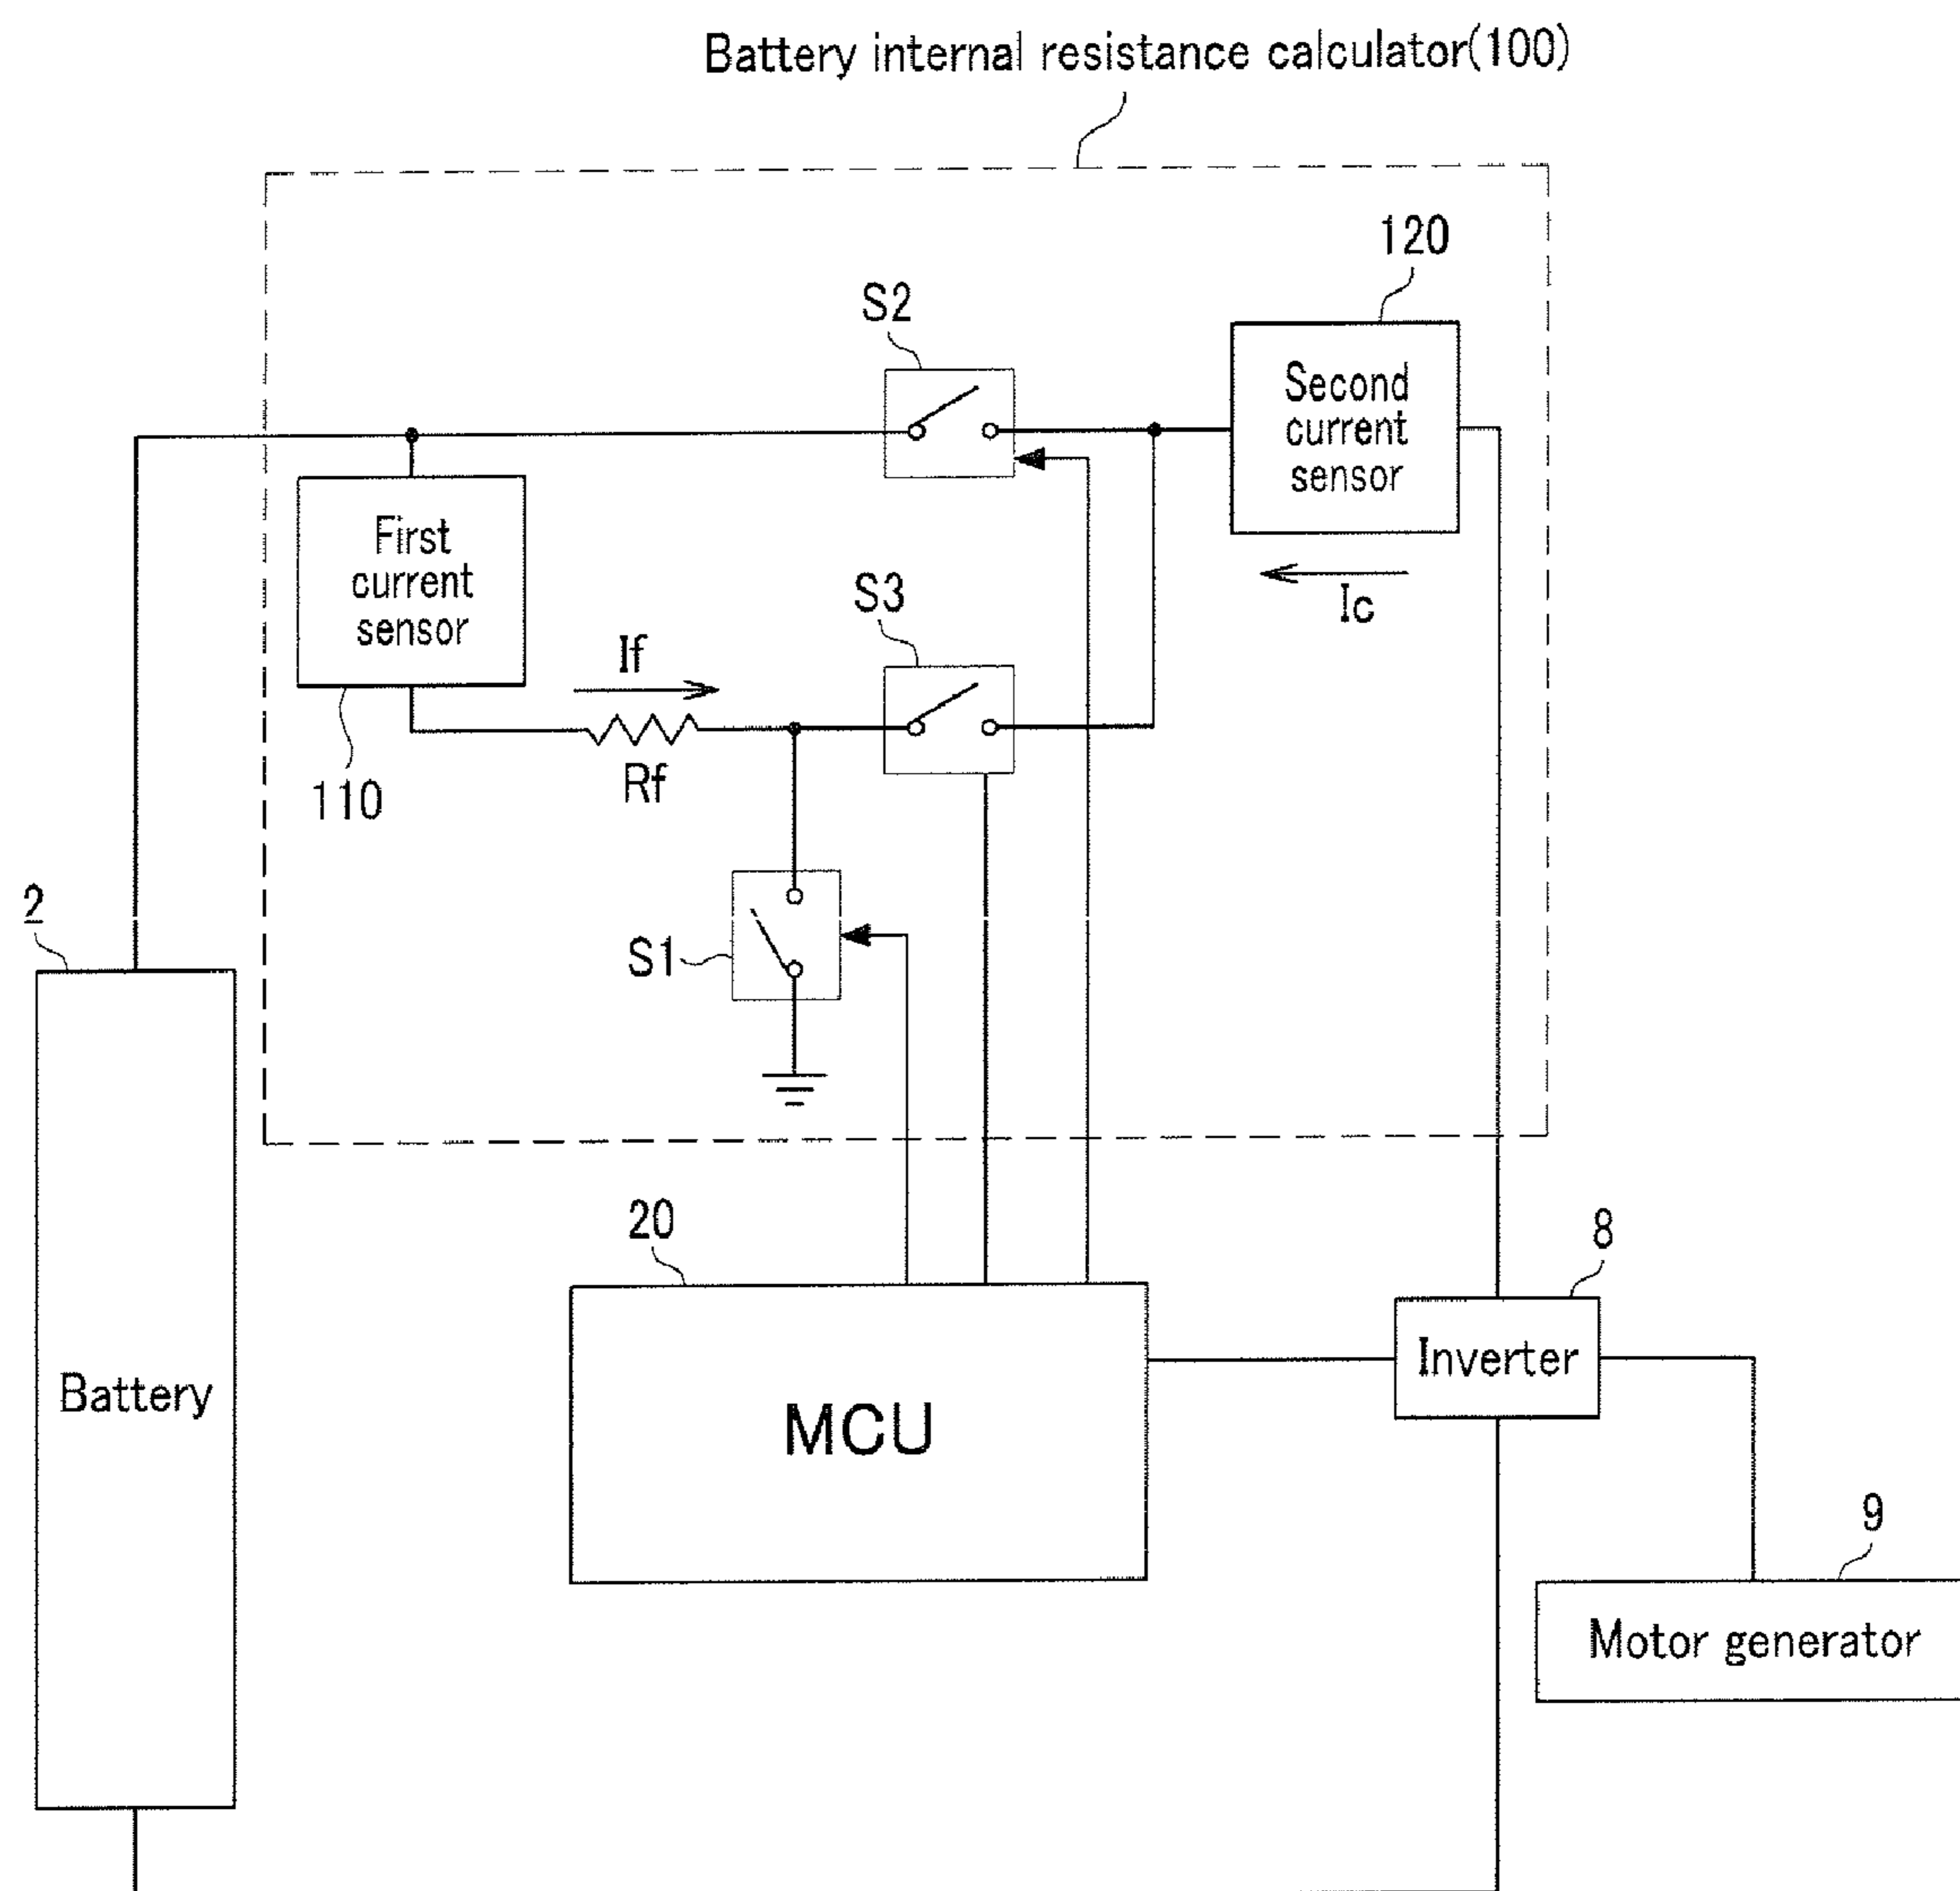 Battery internal resistance calculator(100)
120
S2
Second
current
sensor
First
current
sensor
S3
Ic
If
Rf
110
2
S1
20
8
Inverter
Battery
MCU
9
Motor generator